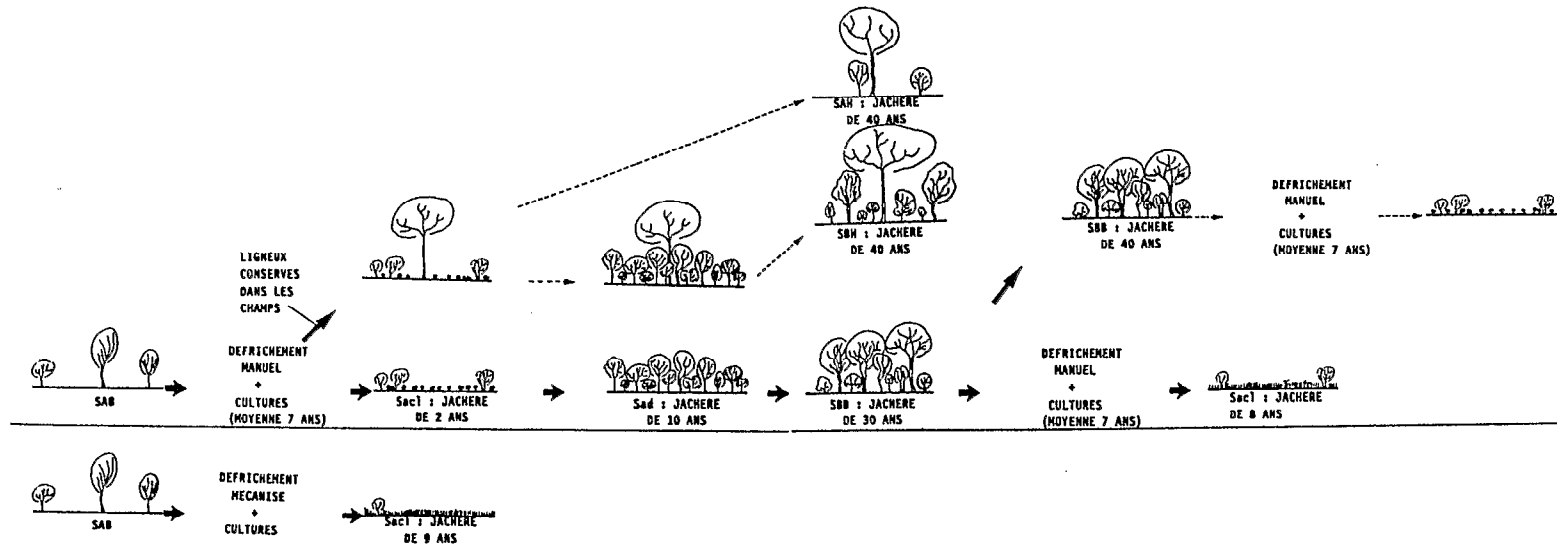 SAH : JACHERE
DE 40 ANS
SBH : JACHERE
DE 40 ANS
SBB : JACHERE
DE 40 ANS
DEFRICHEMENT
MANUEL
+
CULTURES
(MOYENNE 7 ANS)
LIGNEUX
CONSERVES
DANS LES
CHAMPS
SAB
DEFRICHEMENT
MANUEL
+
CULTURES
(MOYENNE 7 ANS)
Sacl : JACHERE
DE 2 ANS
Sad : JACHERE
DE 10 ANS
SBB : JACHERE
DE 30 ANS
DEFRICHEMENT
MANUEL
+
CULTURES
(MOYENNE 7 ANS)
Sacl : JACHERE
DE 8 ANS
SAB
DEFRICHEMENT
MECANISE
+
CULTURES
Sacl : JACHERE
DE 9 ANS